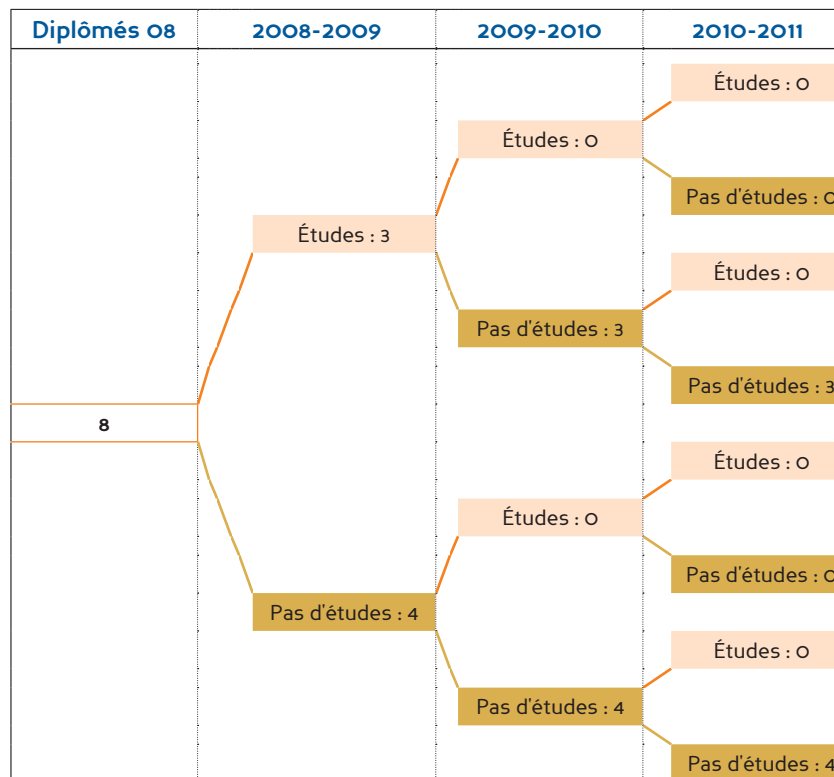 Diplômés 08 2008-2009 2009-2010 2010-2011
Études : 0
Études : 0
Pas d'études : 0
Études : 3
Études : 0
Pas d'études : 3
Pas d'études : 3
8
Études : 0
Études : 0
Pas d'études : 0
Pas d'études : 4
Études : 0
Pas d'études : 4
Pas d'études : 4